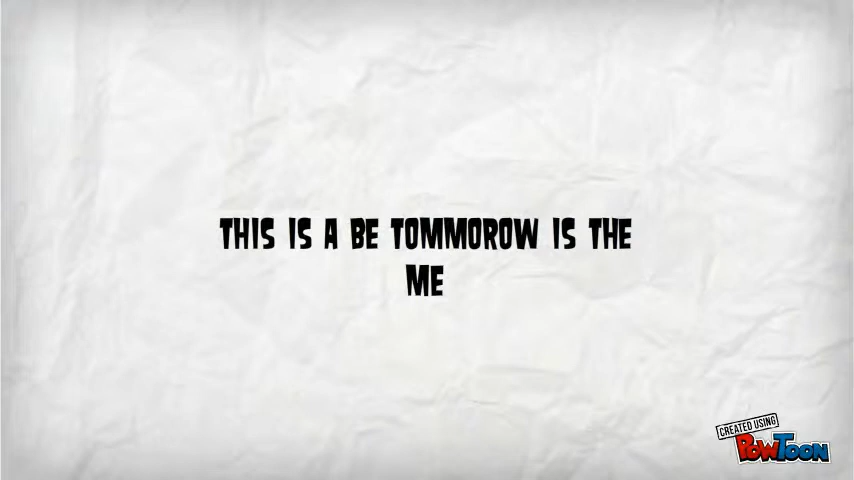 THIS IS A BE TOMMOROW IS THE
ME
CREATED USING
POWTOON